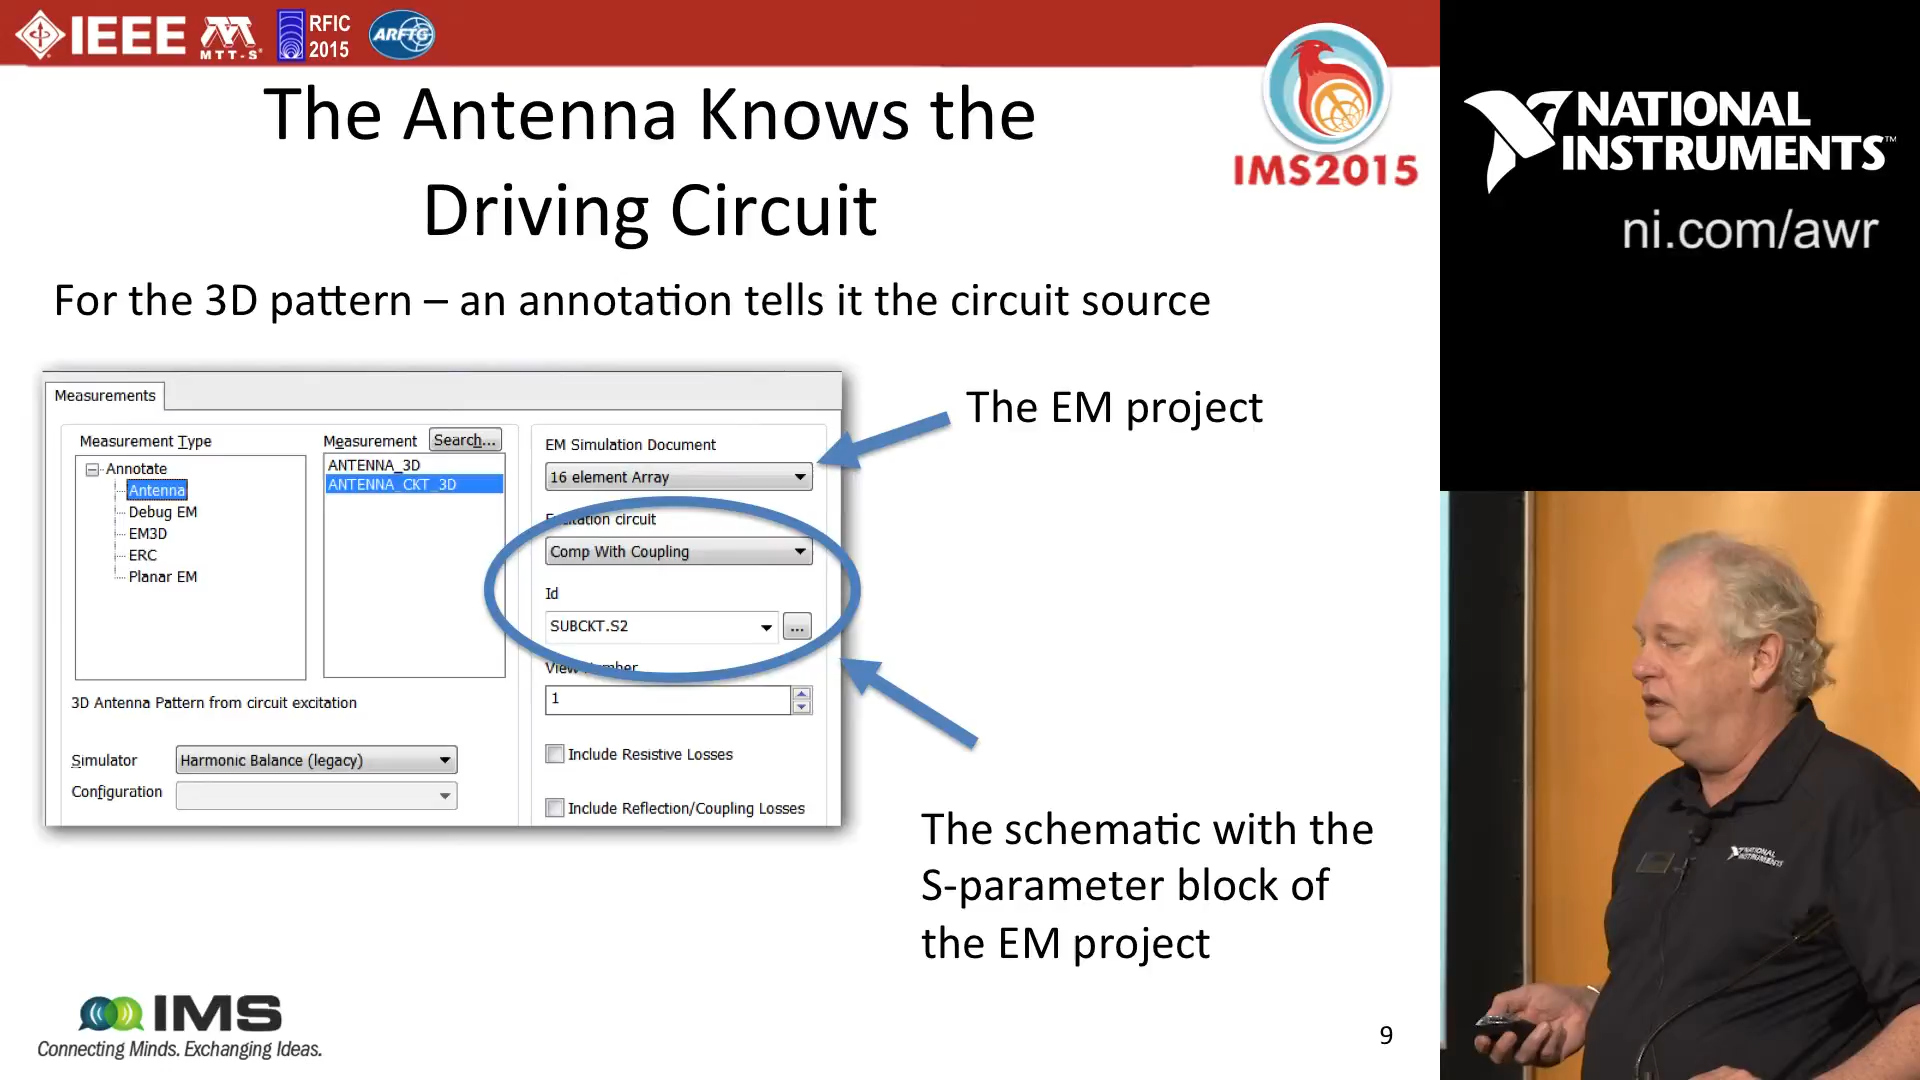 IEEE
MTT-S
RFIC
2015
ARFTG
IMS2015
The Antenna Knows the
Driving Circuit
For the 3D pattern – an annotation tells it the circuit source
Measurements
Measurement Type
Annotate
Antenna
Debug EM
EM3D
ERC
Planar EM
Measurement
Search...
ANTENNA_3D
ANTENNA_CKT_3D
3D Antenna Pattern from circuit excitation
Simulator
Harmonic Balance (legacy)
Configuration
EM Simulation Document
16 element Array
Excitation circuit
Comp With Coupling
Id
SUBCKT.S2
...
View Number
1
Include Resistive Losses
Include Reflection/Coupling Losses
The EM project
The schematic with the
S-parameter block of
the EM project
IMS
Connecting Minds. Exchanging Ideas.
9
NATIONAL
INSTRUMENTS™
ni.com/awr
NATIONAL
INSTRUMENTS